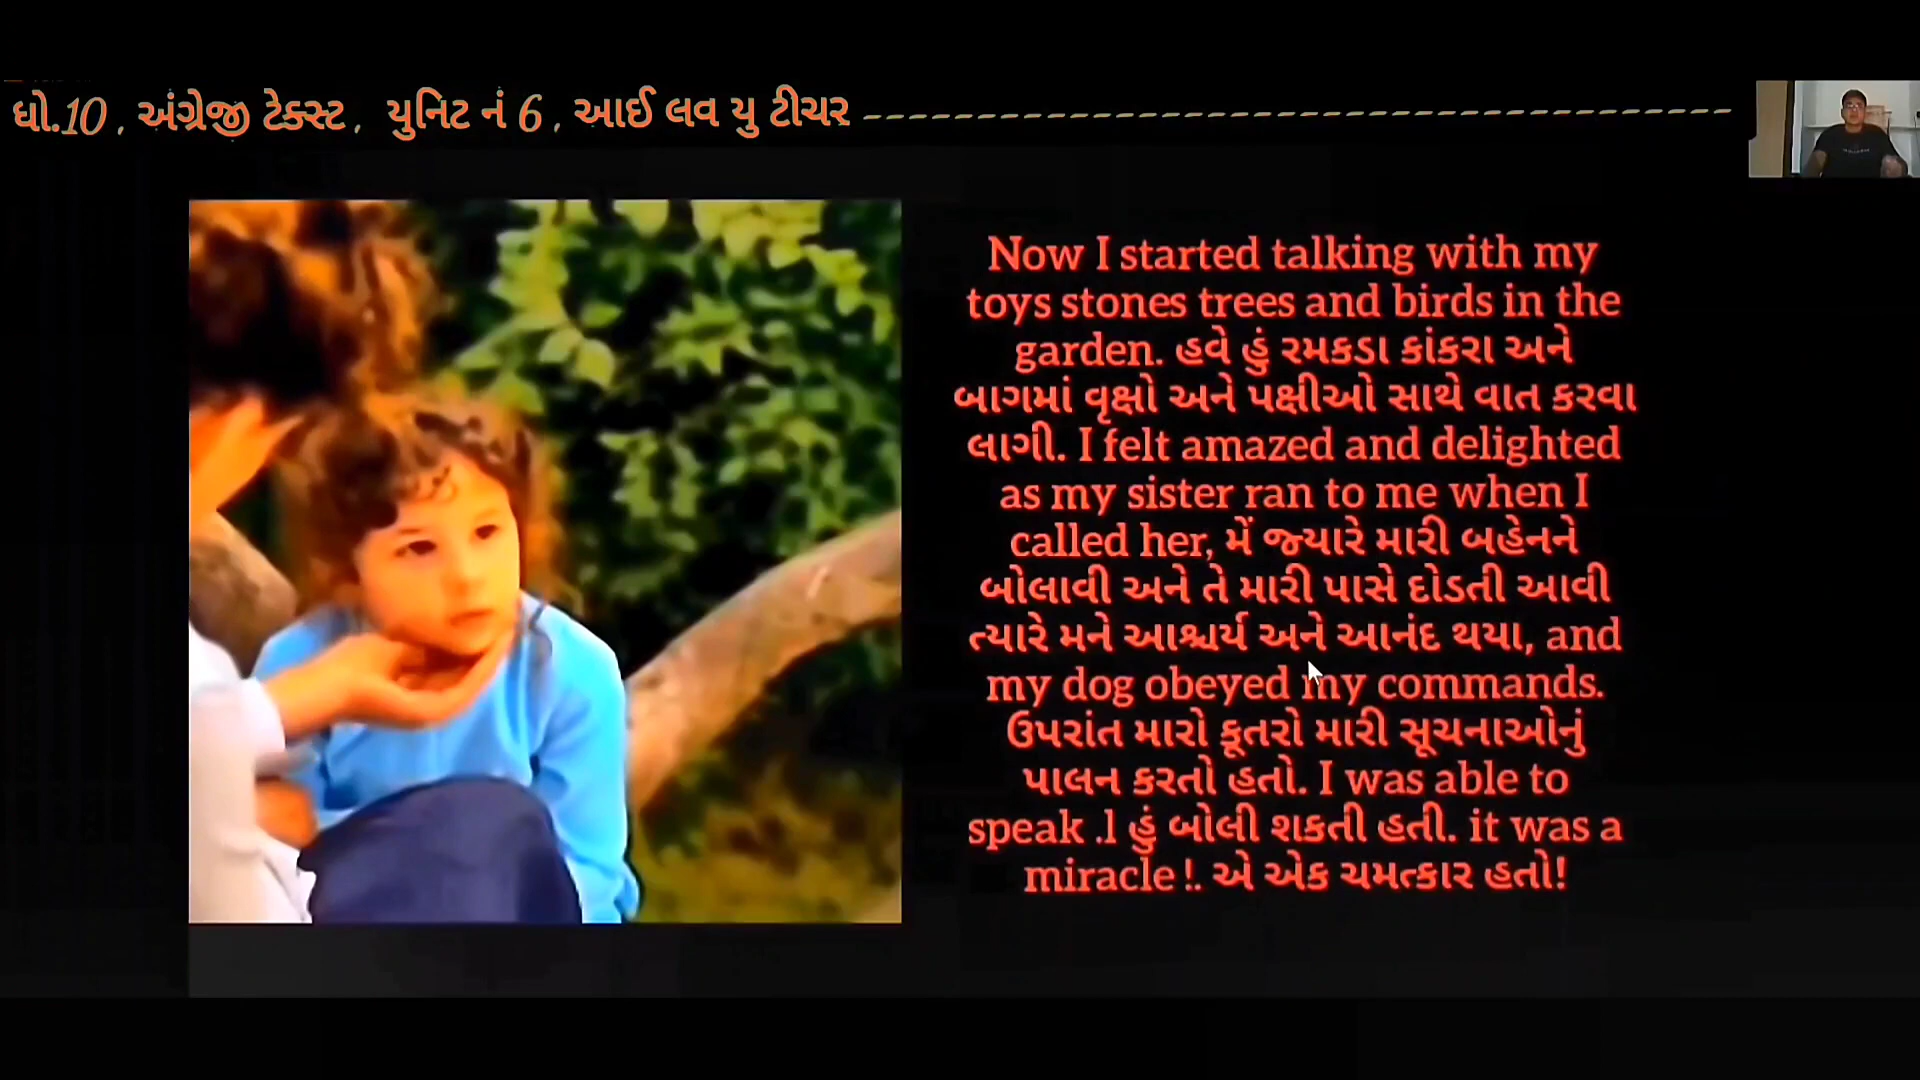 ધો.10 , અંગ્રેજી ટેક્સ્ટ , યુનિટ નં 6 , આઈ લવ યુ ટીચર ------------------------------------
Now I started talking with my
toys stones trees and birds in the
garden. હવે હું રમકડા કાંકરા અને
બાગમાં વૃક્ષો અને પક્ષીઓ સાથે વાત કરવા
લાગી. I felt amazed and delighted
as my sister ran to me when I
called her, મેં જ્યારે મારી બહેનને
બોલાવી અને તે મારી પાસે દોડતી આવી
ત્યારે મને આશ્ચર્ય અને આનંદ થયા, and
my dog obeyed my commands.
ઉપરાંત મારો કૂતરો મારી સૂચનાઓનું
પાલન કરતો હતો. I was able to
speak .l હું બોલી શકતી હતી. it was a
miracle !. એ એક ચમત્કાર હતો!